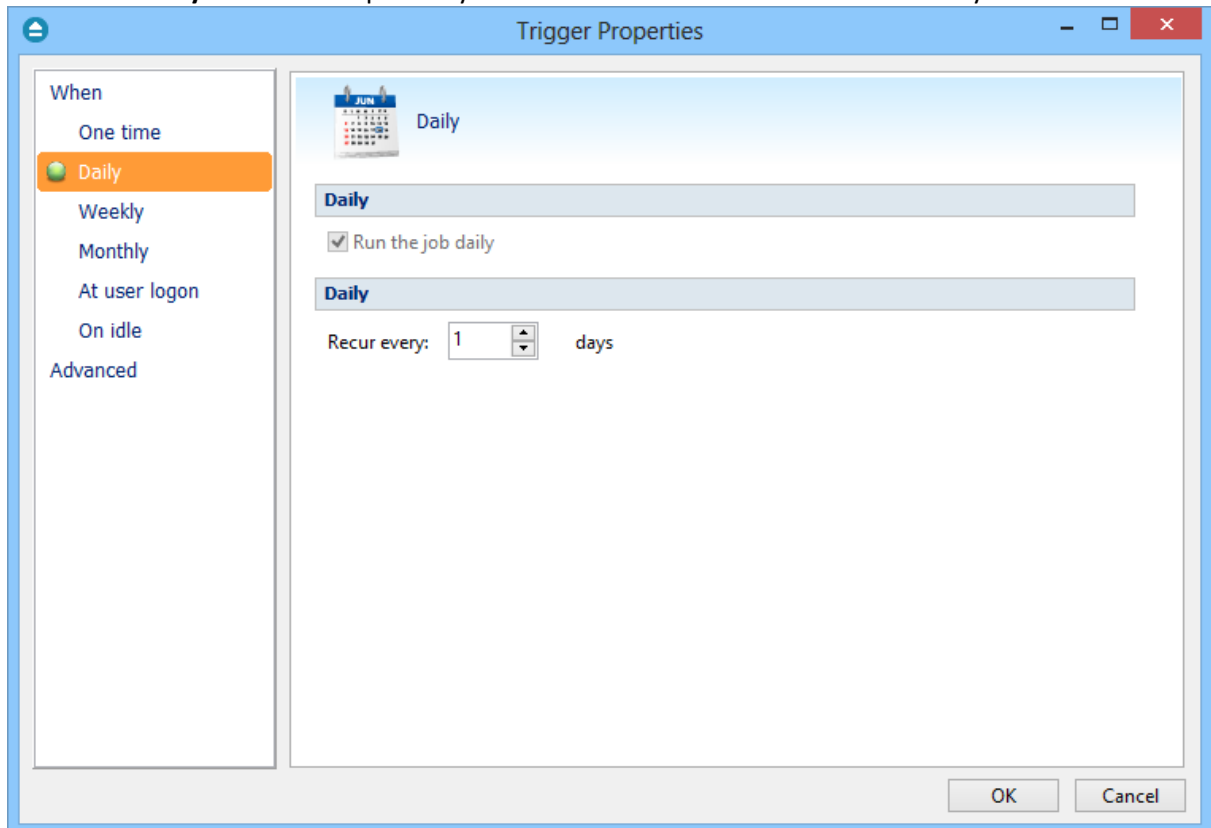 Trigger Properties
When
One time
Daily
Weekly
Monthly
At user logon
On idle
Advanced
JUN
Daily
Daily
Run the job daily
Daily
Recur every: 1 days
OK Cancel